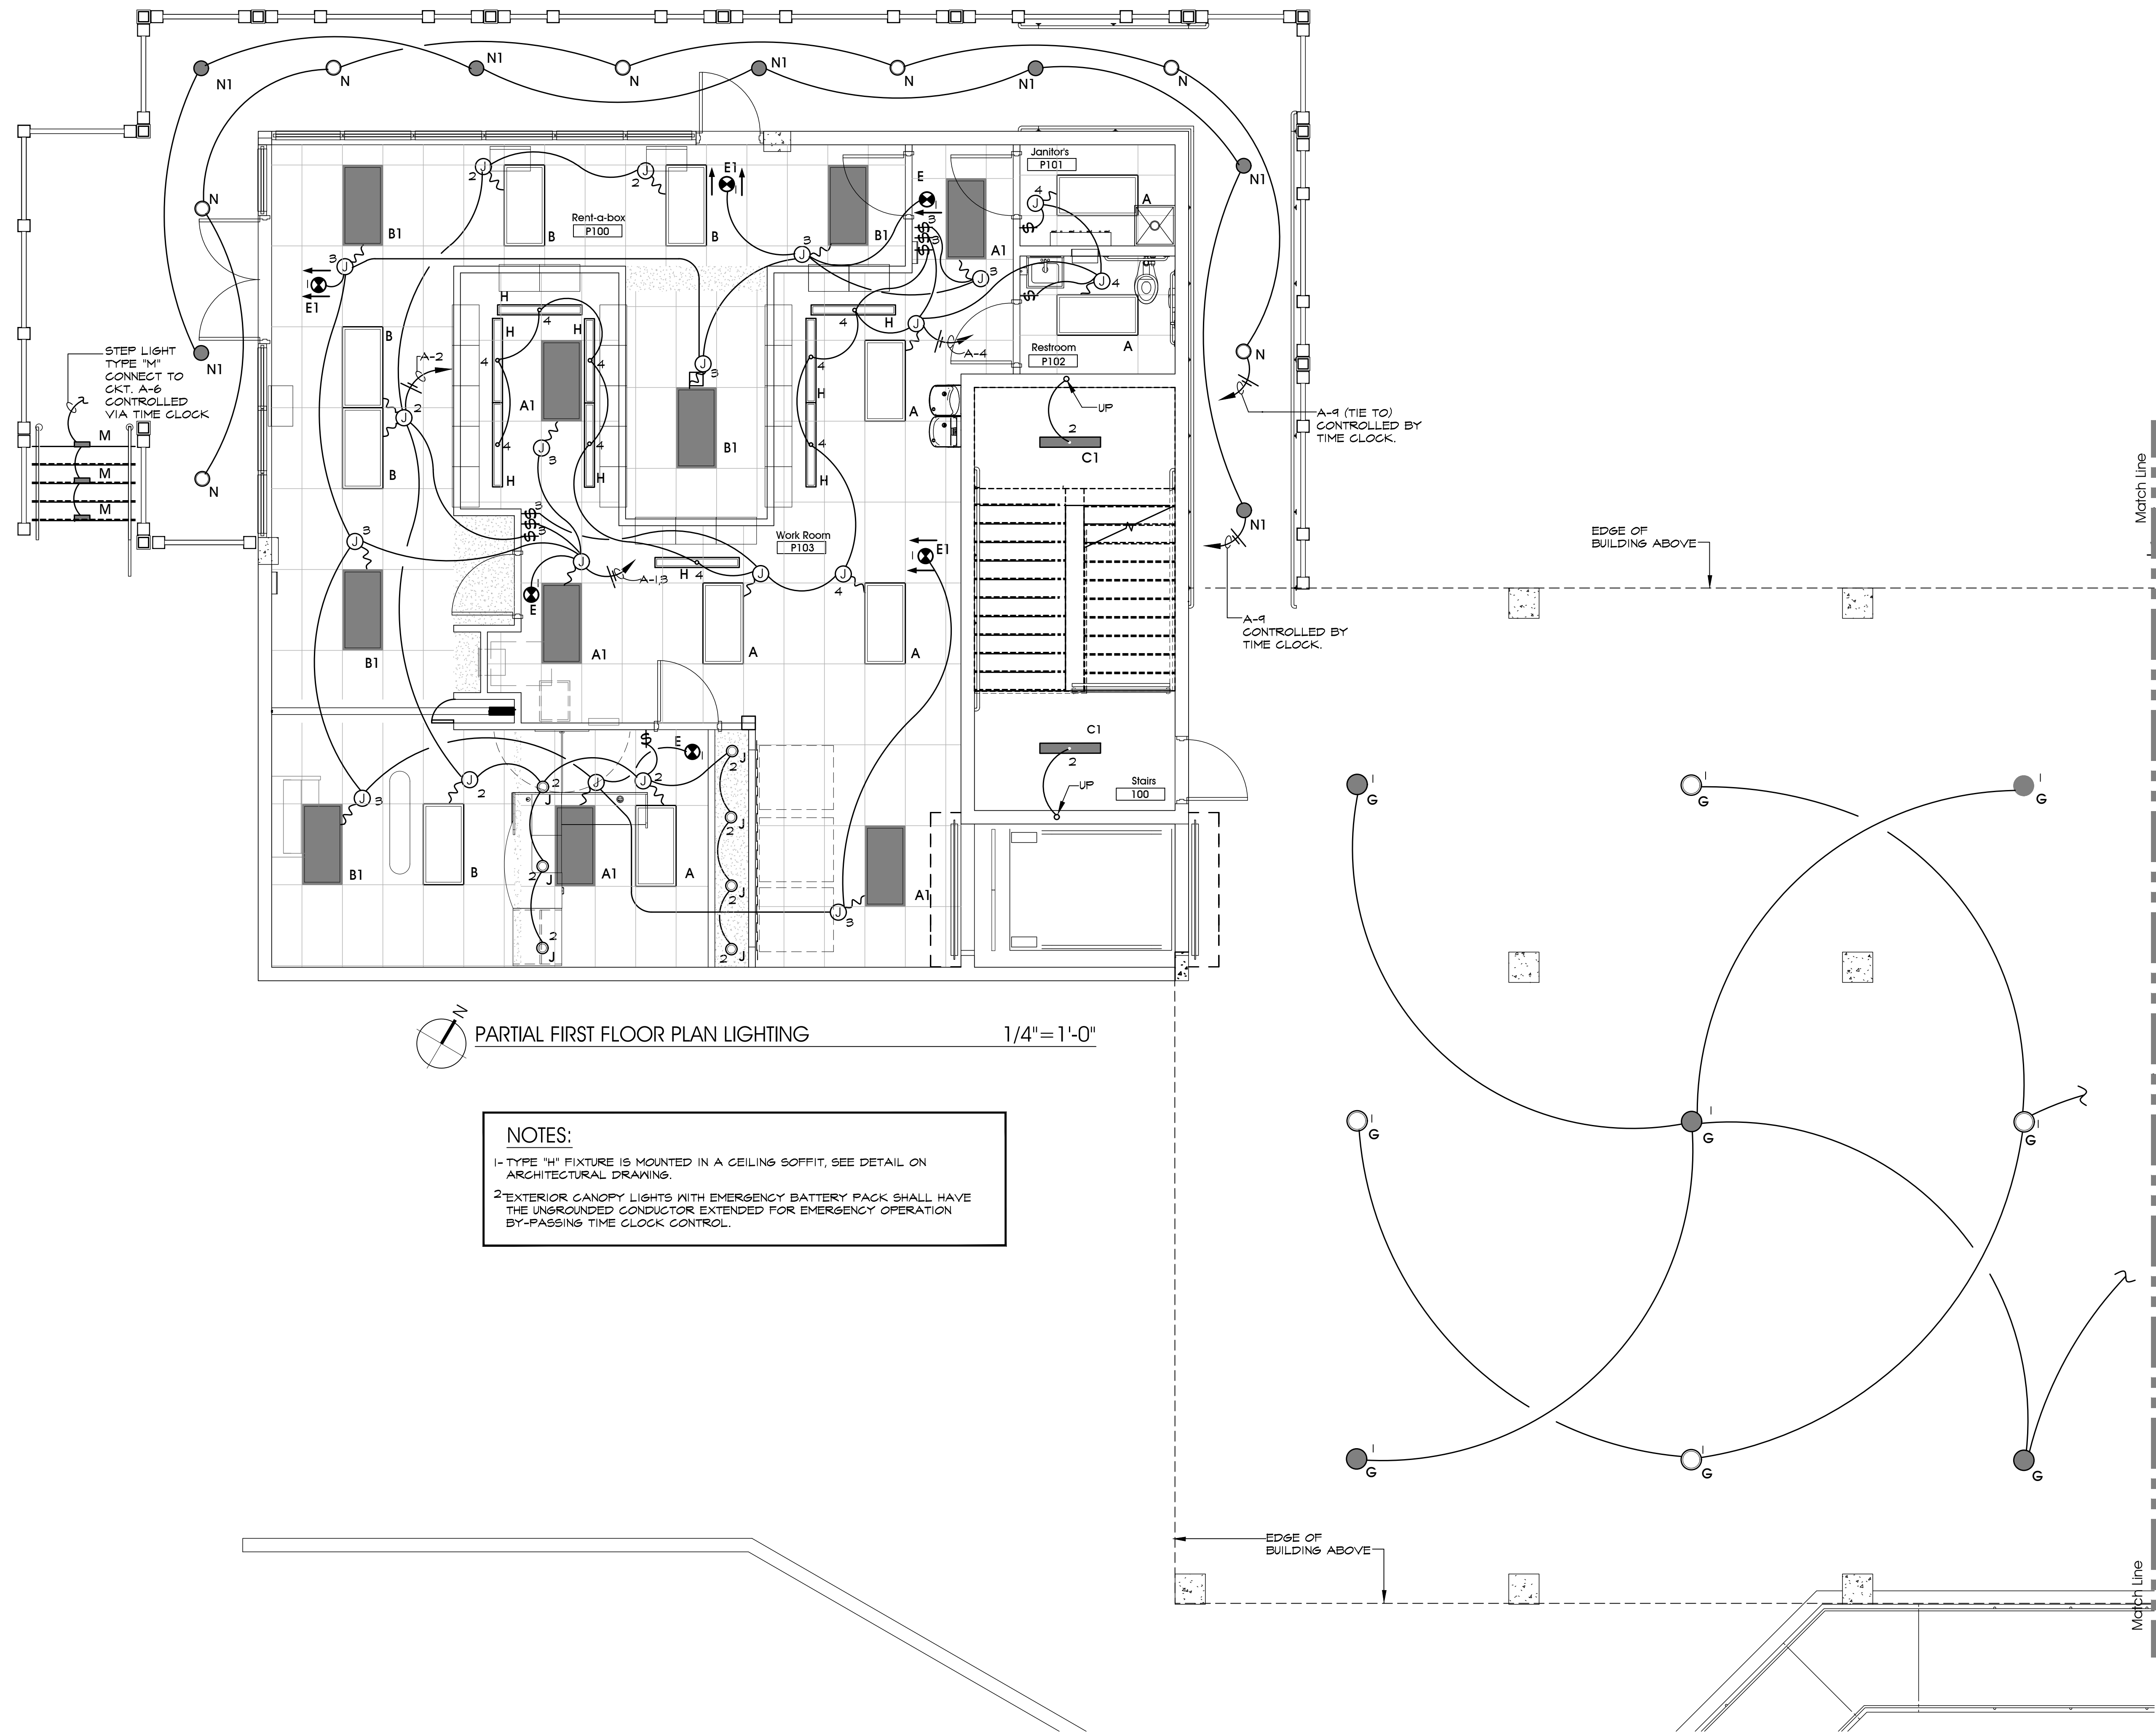 N1
N
N1
N
N1
N
N1
N
N1
N
N1
N
N
N1
N
N1
Janitor's
P101
Rent-a-box
P100
Restroom
P102
Work Room
P103
Stairs
100
B1
B
B
E1
B1
E
A1
A
A
E1
B
B
A-2
A-4
H
H
H
H
H
H
H
H
H
A1
B1
A
UP
2
C1
STEP LIGHT
TYPE "M"
CONNECT TO
CKT. A-6
CONTROLLED
VIA TIME CLOCK
M
M
M
A-9 (TIE TO)
CONTROLLED BY
TIME CLOCK.
A-9
CONTROLLED BY
TIME CLOCK.
EDGE OF
BUILDING ABOVE
Match Line
H 4
A-1,3
E
E1
B1
A1
A
A
C1
2
UP
E
J
J
J
J
J
J
J
B1
B
A1
A
A1
G
G
G
G
G
G
G
G
G
N
PARTIAL FIRST FLOOR PLAN LIGHTING 1/4"=1'-0"
NOTES:
1- TYPE "H" FIXTURE IS MOUNTED IN A CEILING SOFFIT, SEE DETAIL ON
ARCHITECTURAL DRAWING.
2- EXTERIOR CANOPY LIGHTS WITH EMERGENCY BATTERY PACK SHALL HAVE
THE UNGROUNDED CONDUCTOR EXTENDED FOR EMERGENCY OPERATION
BY-PASSING TIME CLOCK CONTROL.
EDGE OF
BUILDING ABOVE
Match Line